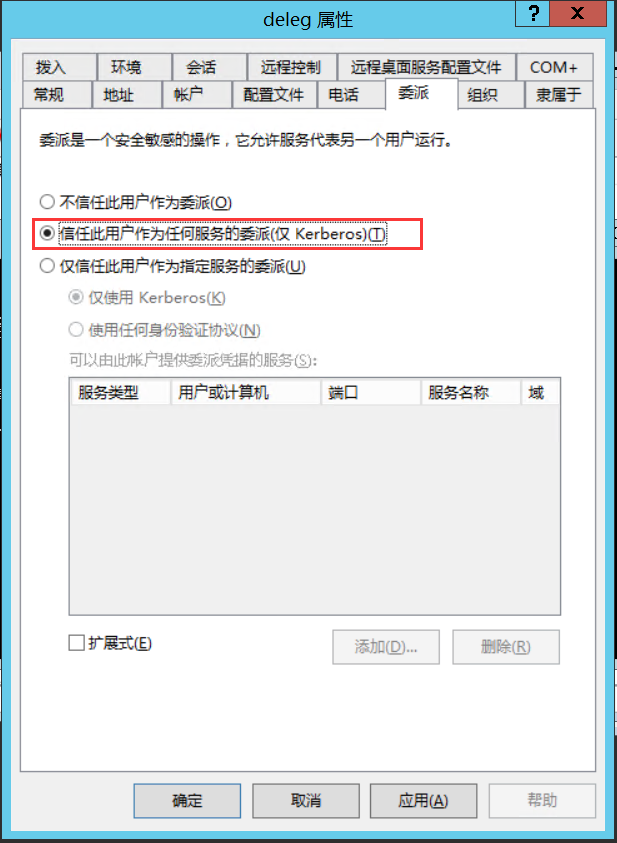 deleg 属性
? X
拨入 环境 会话 远程控制 远程桌面服务配置文件 COM+
常规 地址 帐户 配置文件 电话 委派 组织 隶属于
委派是一个安全敏感的操作，它允许服务代表另一个用户运行。
不信任此用户作为委派(O)
信任此用户作为任何服务的委派(仅 Kerberos)(T)
仅信任此用户作为指定服务的委派(U)
仅使用 Kerberos(K)
使用任何身份验证协议(N)
可以由此帐户提供委派凭据的服务(S):
服务类型 用户或计算机 端口 服务名称 域
扩展式(E) 添加(D)... 删除(R)
确定 取消 应用(A) 帮助